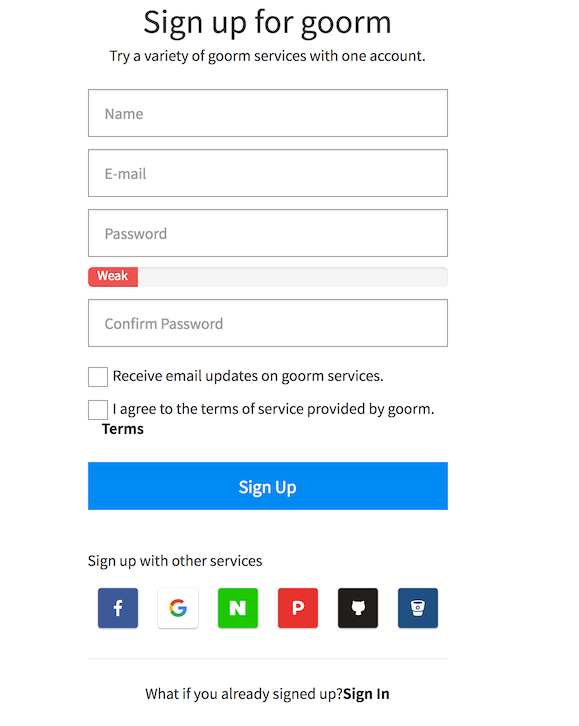 Sign up for goorm
Try a variety of goorm services with one account.
Name
E-mail
Password
Weak
Confirm Password
Receive email updates on goorm services.
I agree to the terms of service provided by goorm.
Terms
Sign Up
Sign up with other services
f G N P
What if you already signed up?Sign In